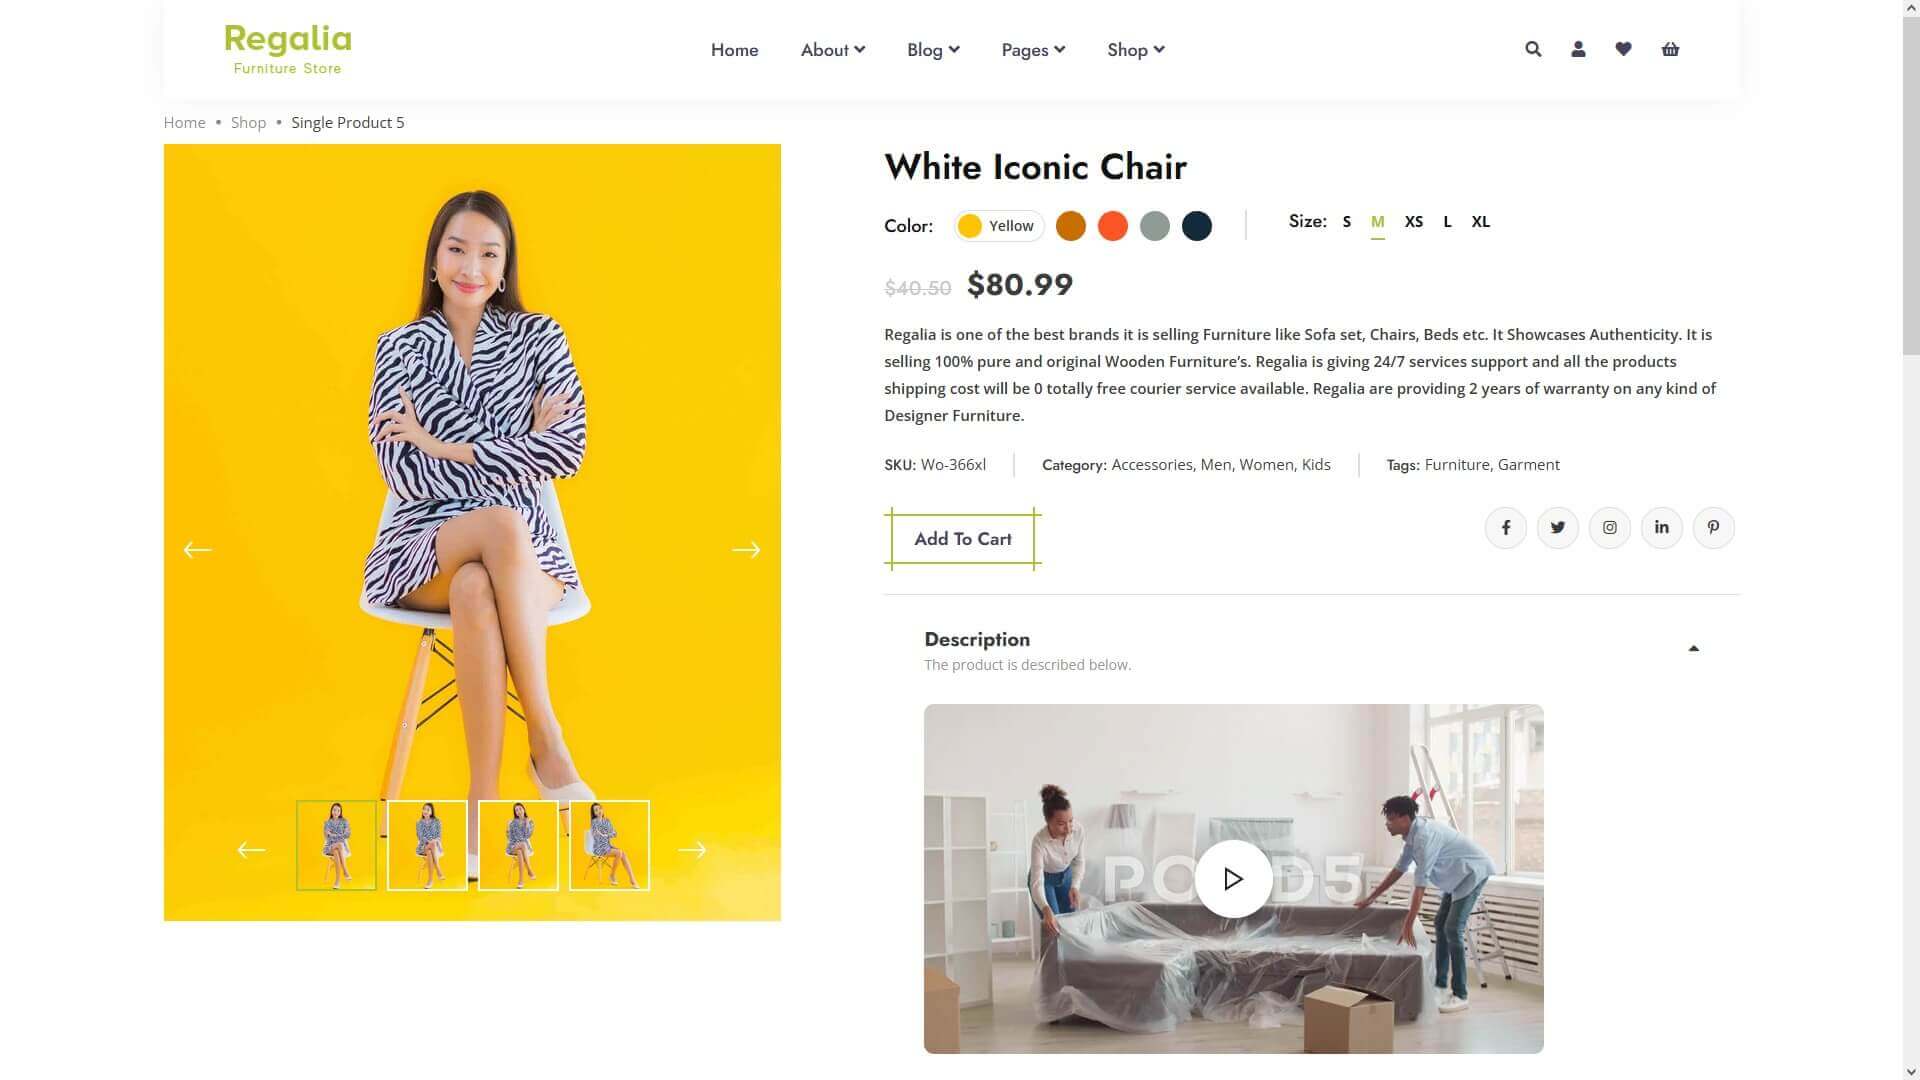 Regalia
Furniture Store
Home About Blog Pages Shop
Home • Shop • Single Product 5
White Iconic Chair
Color: Yellow
Size: S M XS L XL
$40.50 $80.99
Regalia is one of the best brands it is selling Furniture like Sofa set, Chairs, Beds etc. It Showcases Authenticity. It is
selling 100% pure and original Wooden Furniture’s. Regalia is giving 24/7 services support and all the products
shipping cost will be 0 totally free courier service available. Regalia are providing 2 years of warranty on any kind of
Designer Furniture.
SKU: Wo-366xl
Category: Accessories, Men, Women, Kids
Tags: Furniture, Garment
Add To Cart
Description
The product is described below.